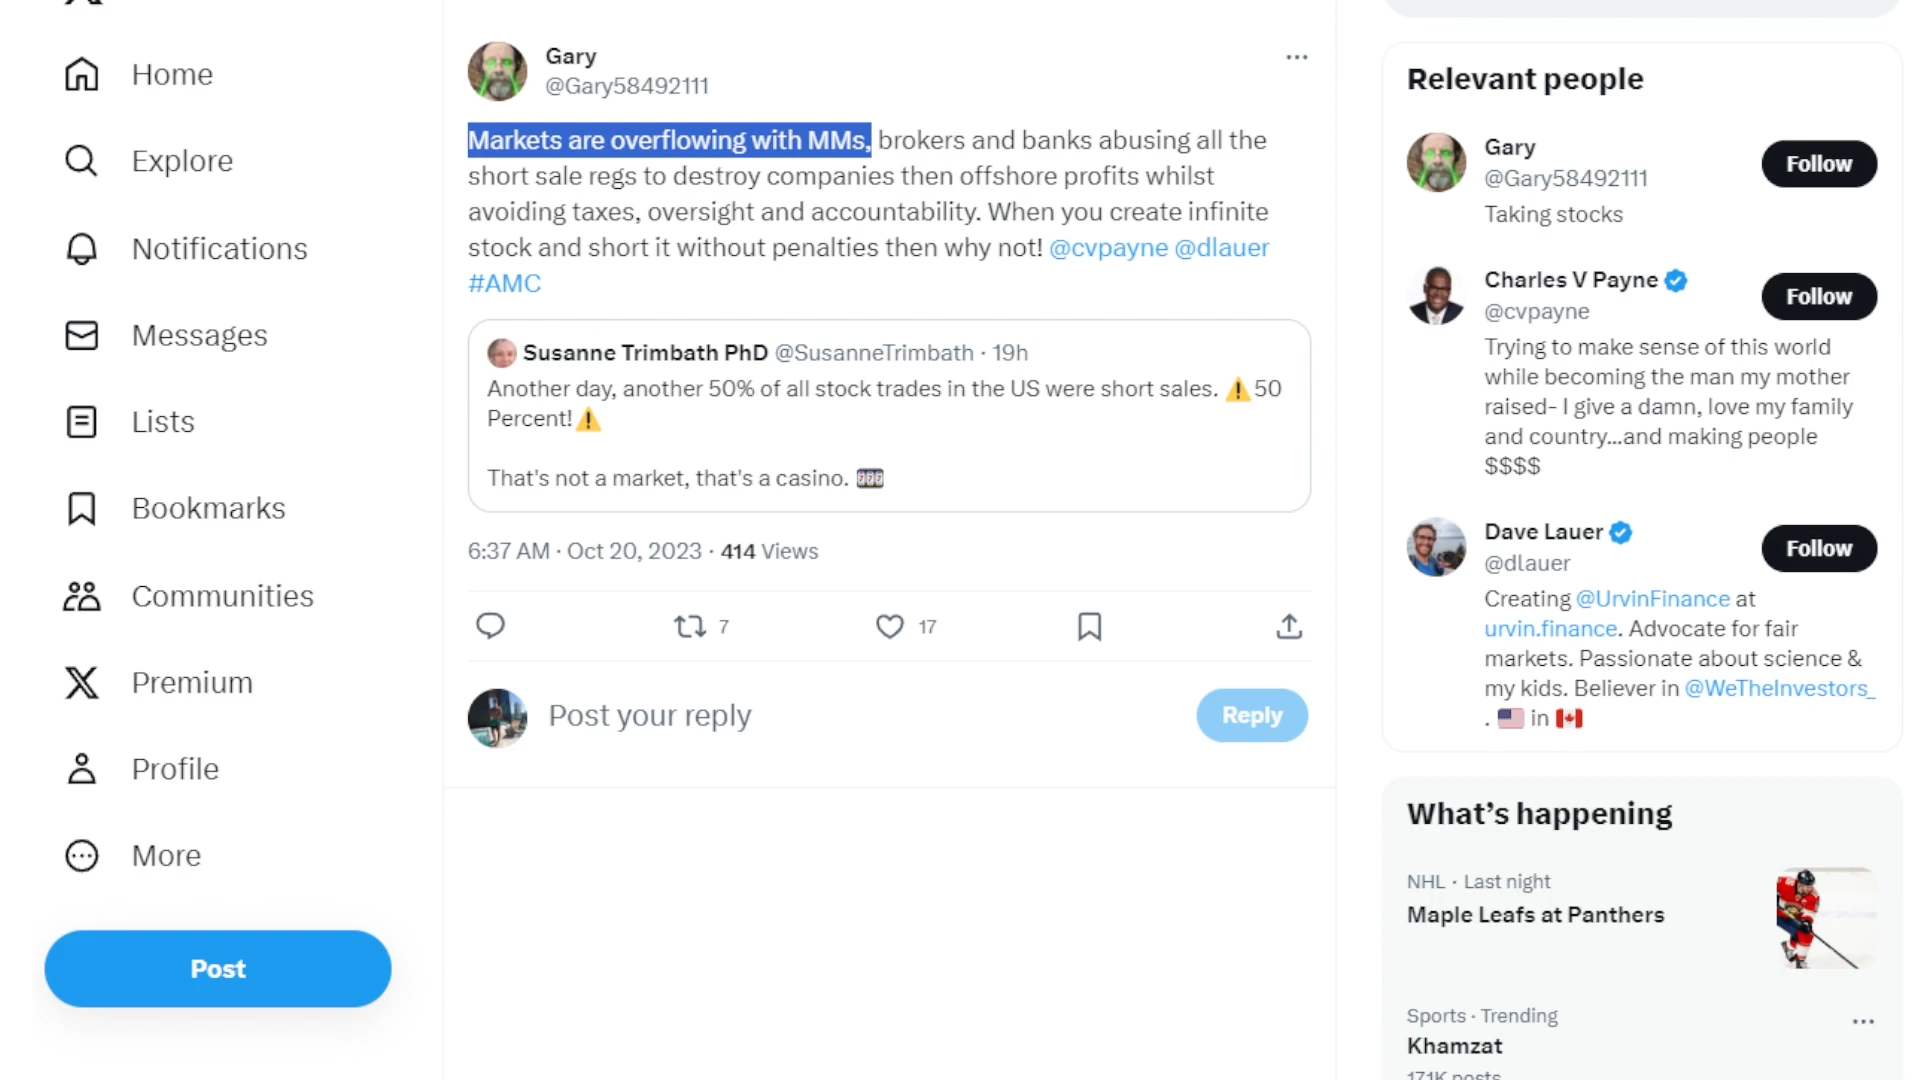 Home
Explore
Notifications
Messages
Lists
Bookmarks
Communities
Premium
Profile
More
Post
Gary
@Gary58492111
Markets are overflowing with MMs, brokers and banks abusing all the
short sale regs to destroy companies then offshore profits whilst
avoiding taxes, oversight and accountability. When you create infinite
stock and short it without penalties then why not! @cvpayne @dlauer
#AMC
Susanne Trimbath PhD @SusanneTrimbath · 19h
Another day, another 50% of all stock trades in the US were short sales. ⚠️50
Percent!⚠️
That's not a market, that's a casino. 🎰
6:37 AM · Oct 20, 2023 · 414 Views
7
17
Post your reply
Reply
Relevant people
Gary
@Gary58492111
Follow
Taking stocks
Charles V Payne
@cvpayne
Follow
Trying to make sense of this world
while becoming the man my mother
raised- I give a damn, love my family
and country...and making people
$$$$
Dave Lauer
@dlauer
Follow
Creating @UrvinFinance at
urvin.finance. Advocate for fair
markets. Passionate about science &
my kids. Believer in @WeTheInvestors_
. 🇺🇸 in 🇨🇦
What's happening
NHL · Last night
Maple Leafs at Panthers
Sports · Trending
Khamzat
171K posts